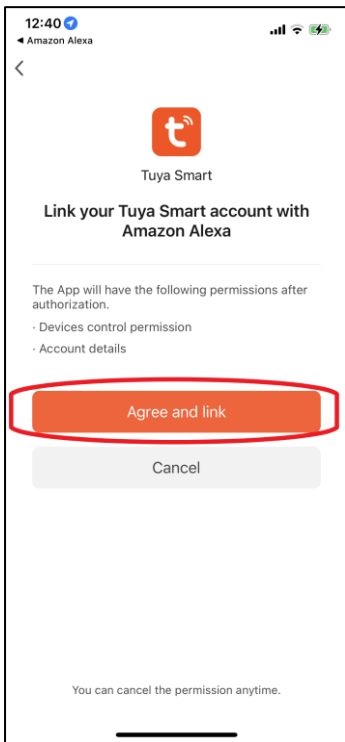 12:40
◀ Amazon Alexa
Tuya Smart
Link your Tuya Smart account with
Amazon Alexa
The App will have the following permissions after
authorization.
· Devices control permission
· Account details
Agree and link
Cancel
You can cancel the permission anytime.